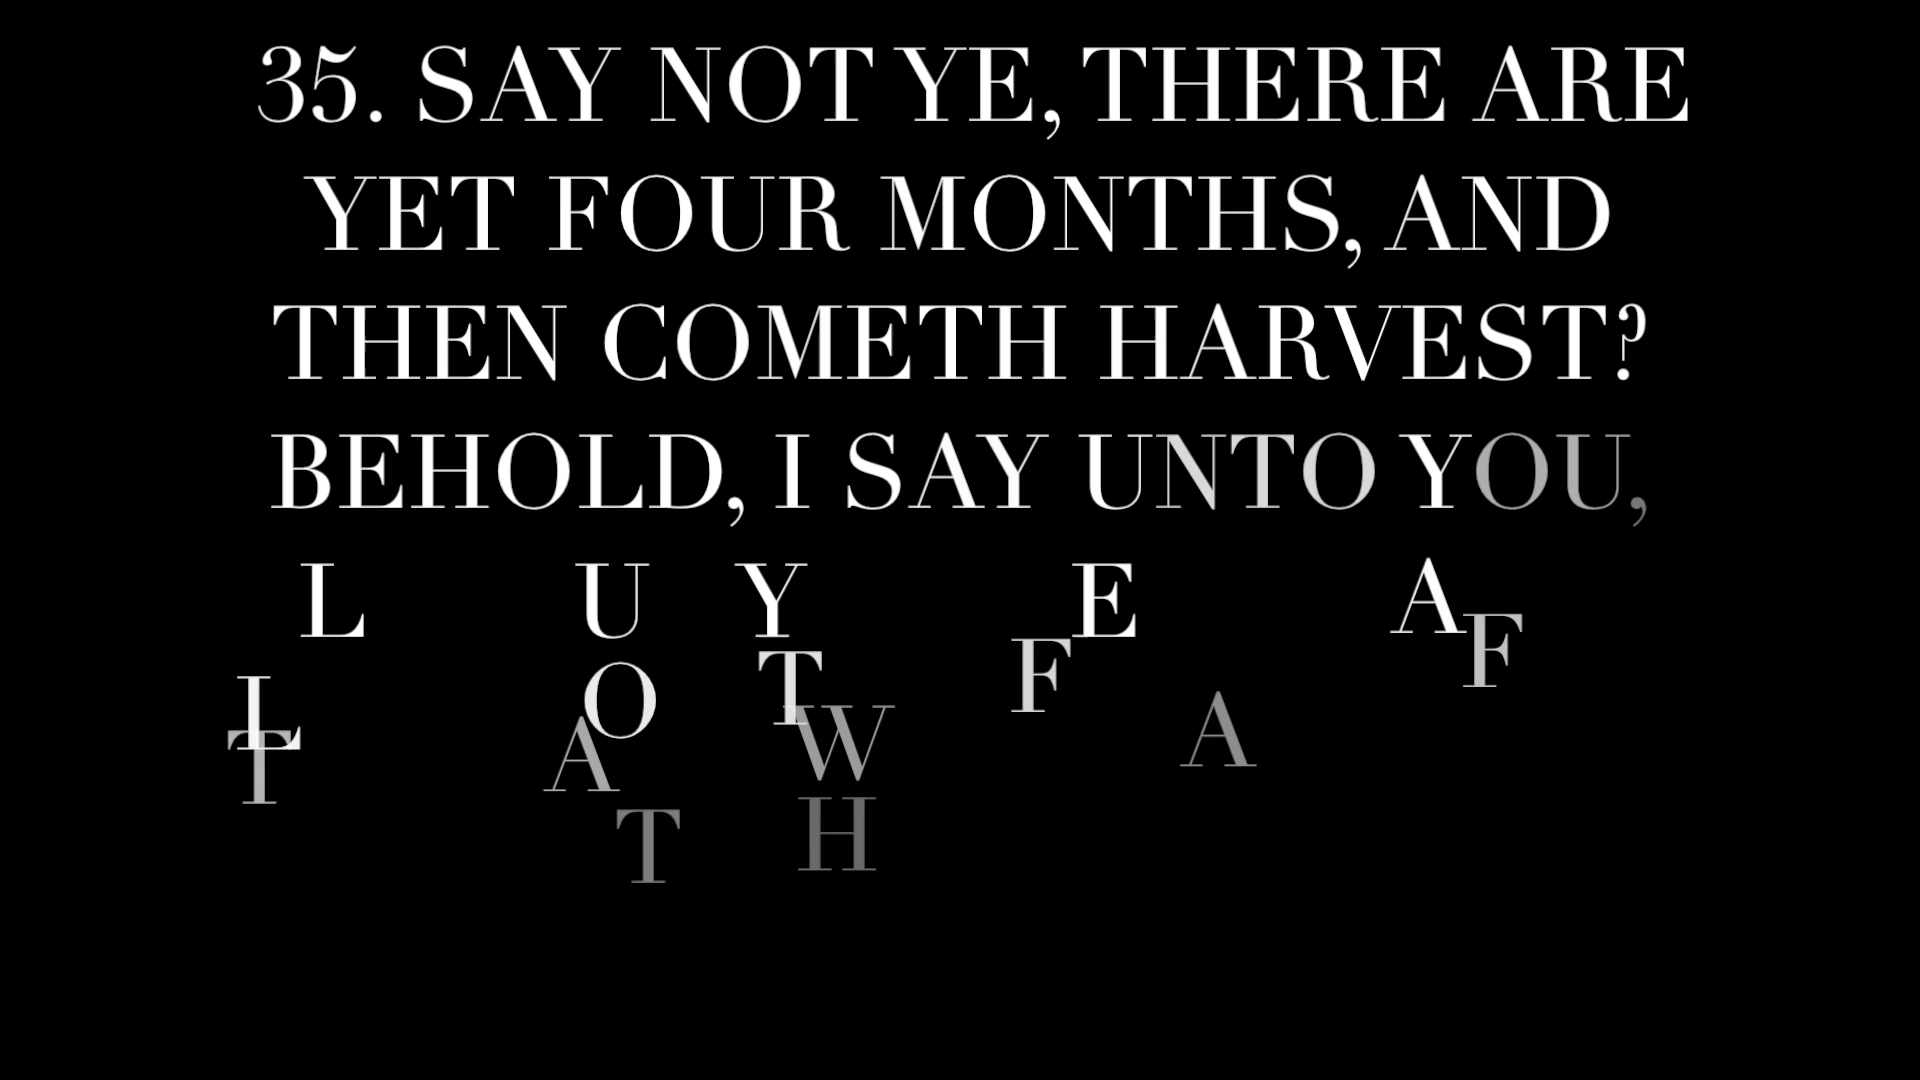 35. SAY NOT YE, THERE ARE
YET FOUR MONTHS, AND
THEN COMETH HARVEST?
BEHOLD, I SAY UNTO YOU,
L U Y E A
F
F
T
O
L
A
W
A
T
H
T